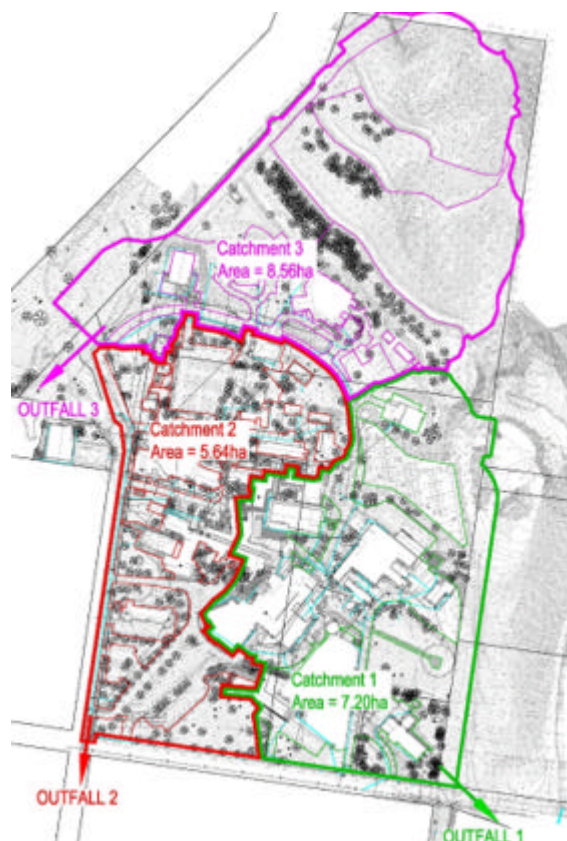 Catchment 3
Area = 8.56ha
OUTFALL 3
Catchment 2
Area = 5.64ha
Catchment 1
Area = 7.20ha
OUTFALL 2
OUTFALL 1